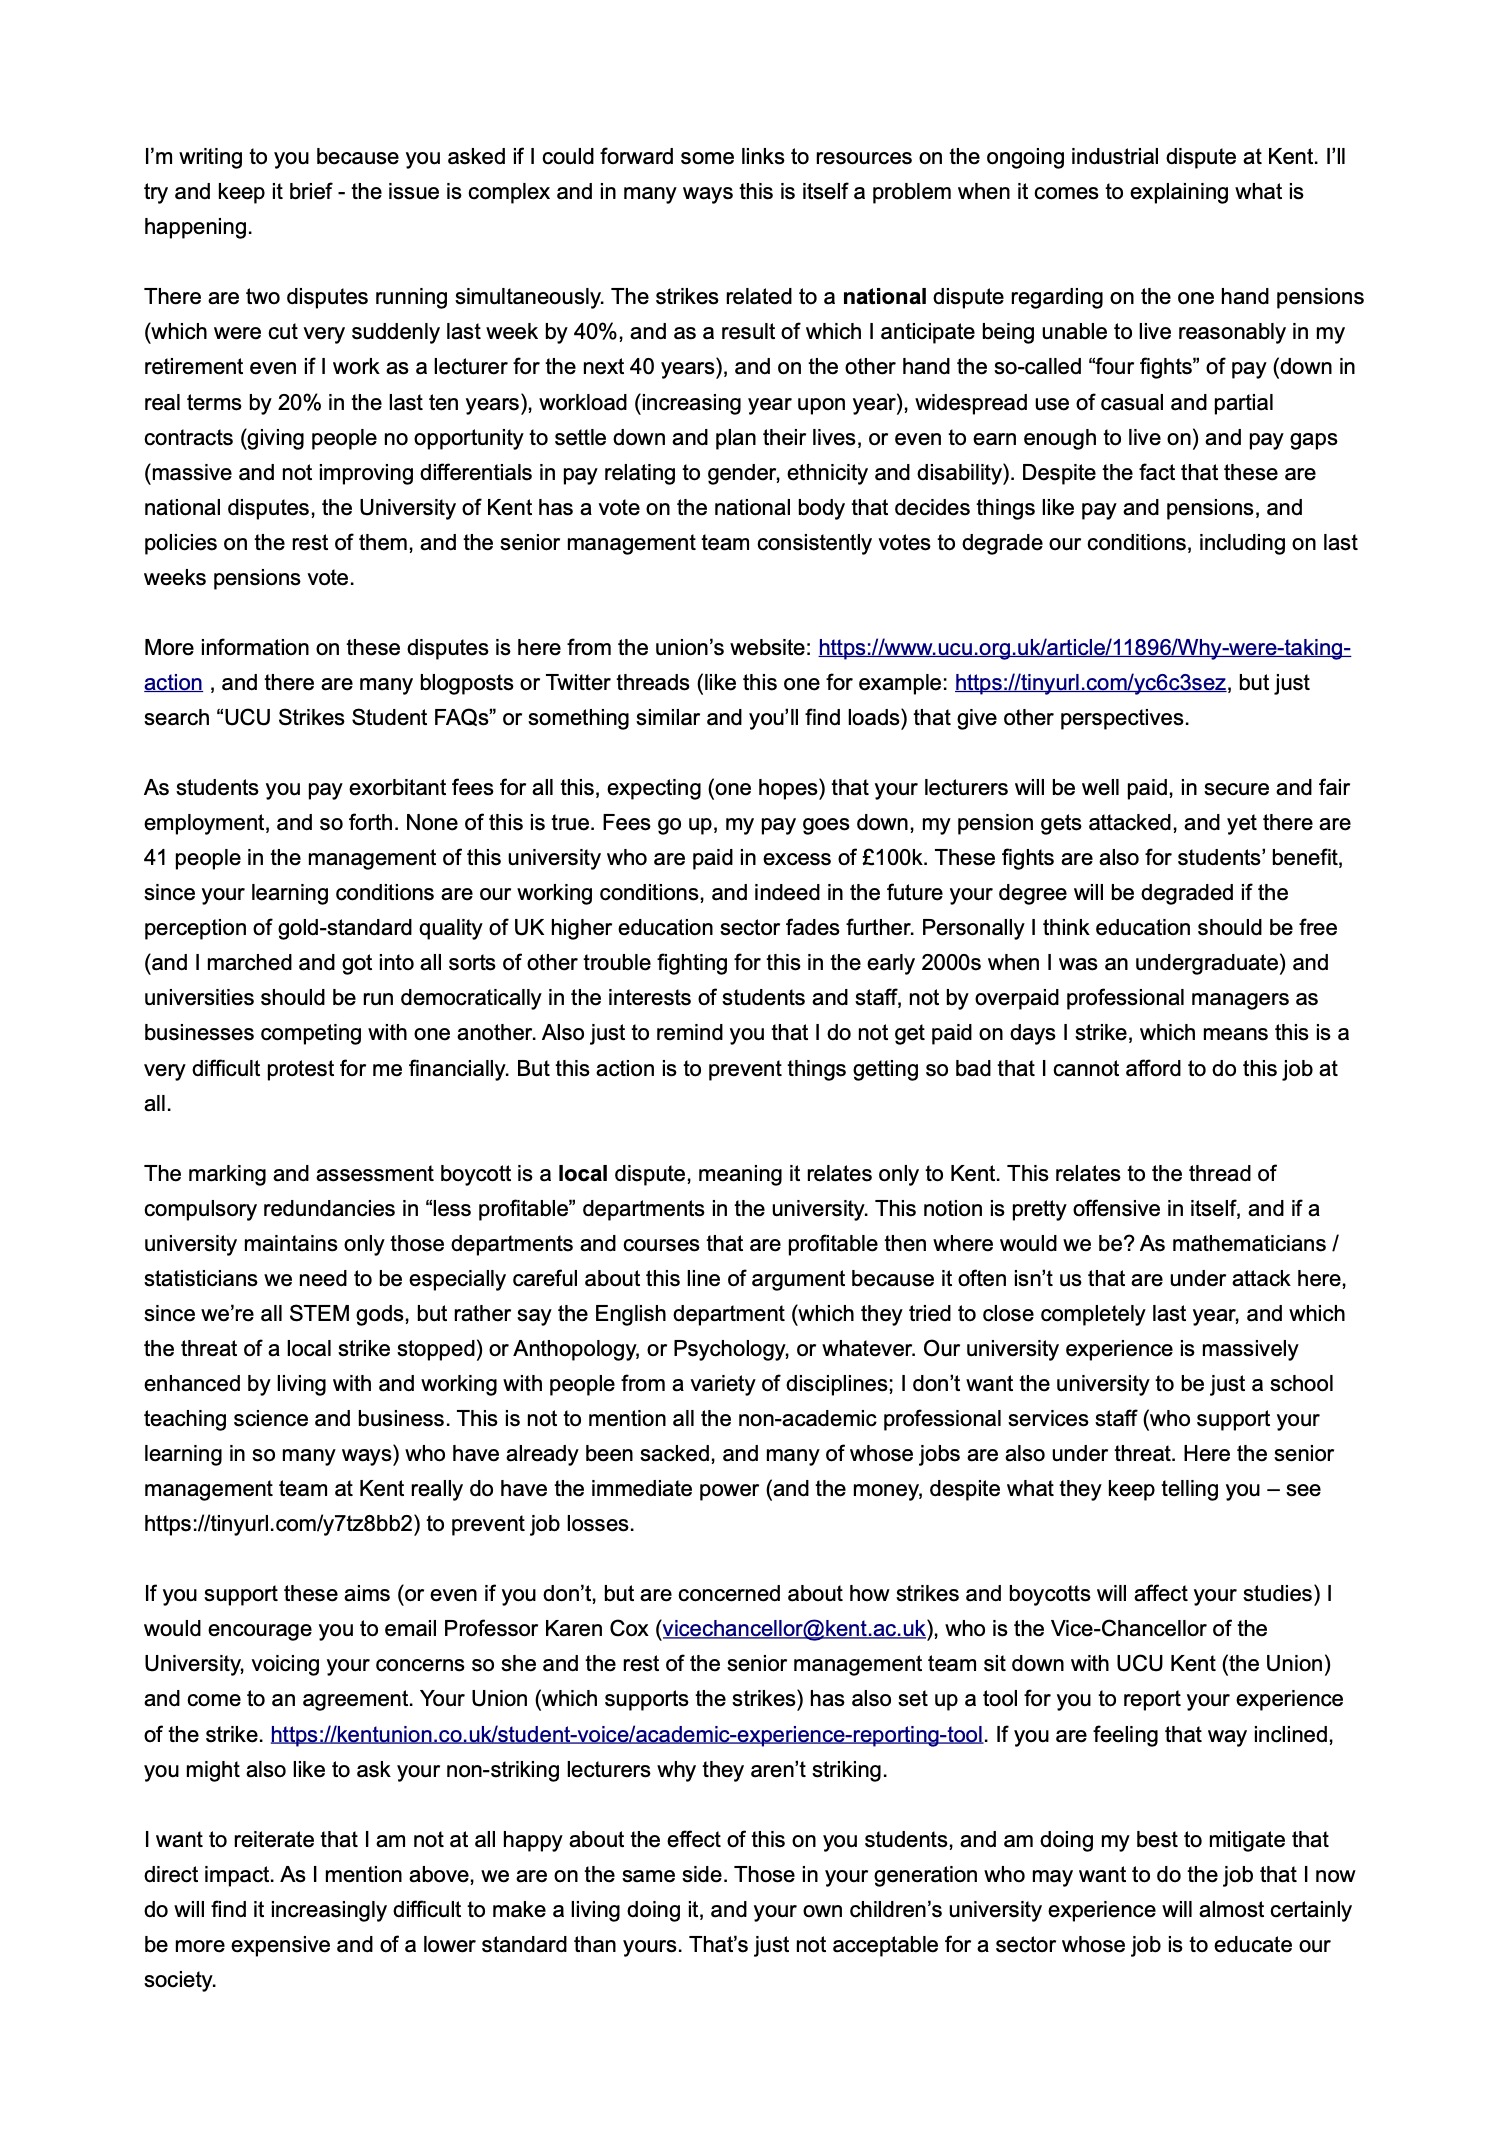 I’m writing to you because you asked if I could forward some links to resources on the ongoing industrial dispute at Kent. I’ll
try and keep it brief - the issue is complex and in many ways this is itself a problem when it comes to explaining what is
happening.
There are two disputes running simultaneously. The strikes related to a national dispute regarding on the one hand pensions
(which were cut very suddenly last week by 40%, and as a result of which I anticipate being unable to live reasonably in my
retirement even if I work as a lecturer for the next 40 years), and on the other hand the so-called “four fights” of pay (down in
real terms by 20% in the last ten years), workload (increasing year upon year), widespread use of casual and partial
contracts (giving people no opportunity to settle down and plan their lives, or even to earn enough to live on) and pay gaps
(massive and not improving differentials in pay relating to gender, ethnicity and disability). Despite the fact that these are
national disputes, the University of Kent has a vote on the national body that decides things like pay and pensions, and
policies on the rest of them, and the senior management team consistently votes to degrade our conditions, including on last
weeks pensions vote.
More information on these disputes is here from the union’s website: https://www.ucu.org.uk/article/11896/Why-were-taking-
action , and there are many blogposts or Twitter threads (like this one for example: https://tinyurl.com/yc6c3sez, but just
search “UCU Strikes Student FAQs” or something similar and you’ll find loads) that give other perspectives.
As students you pay exorbitant fees for all this, expecting (one hopes) that your lecturers will be well paid, in secure and fair
employment, and so forth. None of this is true. Fees go up, my pay goes down, my pension gets attacked, and yet there are
41 people in the management of this university who are paid in excess of £100k. These fights are also for students’ benefit,
since your learning conditions are our working conditions, and indeed in the future your degree will be degraded if the
perception of gold-standard quality of UK higher education sector fades further. Personally I think education should be free
(and I marched and got into all sorts of other trouble fighting for this in the early 2000s when I was an undergraduate) and
universities should be run democratically in the interests of students and staff, not by overpaid professional managers as
businesses competing with one another. Also just to remind you that I do not get paid on days I strike, which means this is a
very difficult protest for me financially. But this action is to prevent things getting so bad that I cannot afford to do this job at
all.
The marking and assessment boycott is a local dispute, meaning it relates only to Kent. This relates to the thread of
compulsory redundancies in “less profitable” departments in the university. This notion is pretty offensive in itself, and if a
university maintains only those departments and courses that are profitable then where would we be? As mathematicians /
statisticians we need to be especially careful about this line of argument because it often isn’t us that are under attack here,
since we’re all STEM gods, but rather say the English department (which they tried to close completely last year, and which
the threat of a local strike stopped) or Anthopology, or Psychology, or whatever. Our university experience is massively
enhanced by living with and working with people from a variety of disciplines; I don’t want the university to be just a school
teaching science and business. This is not to mention all the non-academic professional services staff (who support your
learning in so many ways) who have already been sacked, and many of whose jobs are also under threat. Here the senior
management team at Kent really do have the immediate power (and the money, despite what they keep telling you – see
https://tinyurl.com/y7tz8bb2) to prevent job losses.
If you support these aims (or even if you don’t, but are concerned about how strikes and boycotts will affect your studies) I
would encourage you to email Professor Karen Cox (vicechancellor@kent.ac.uk), who is the Vice-Chancellor of the
University, voicing your concerns so she and the rest of the senior management team sit down with UCU Kent (the Union)
and come to an agreement. Your Union (which supports the strikes) has also set up a tool for you to report your experience
of the strike. https://kentunion.co.uk/student-voice/academic-experience-reporting-tool. If you are feeling that way inclined,
you might also like to ask your non-striking lecturers why they aren’t striking.
I want to reiterate that I am not at all happy about the effect of this on you students, and am doing my best to mitigate that
direct impact. As I mention above, we are on the same side. Those in your generation who may want to do the job that I now
do will find it increasingly difficult to make a living doing it, and your own children’s university experience will almost certainly
be more expensive and of a lower standard than yours. That’s just not acceptable for a sector whose job is to educate our
society.